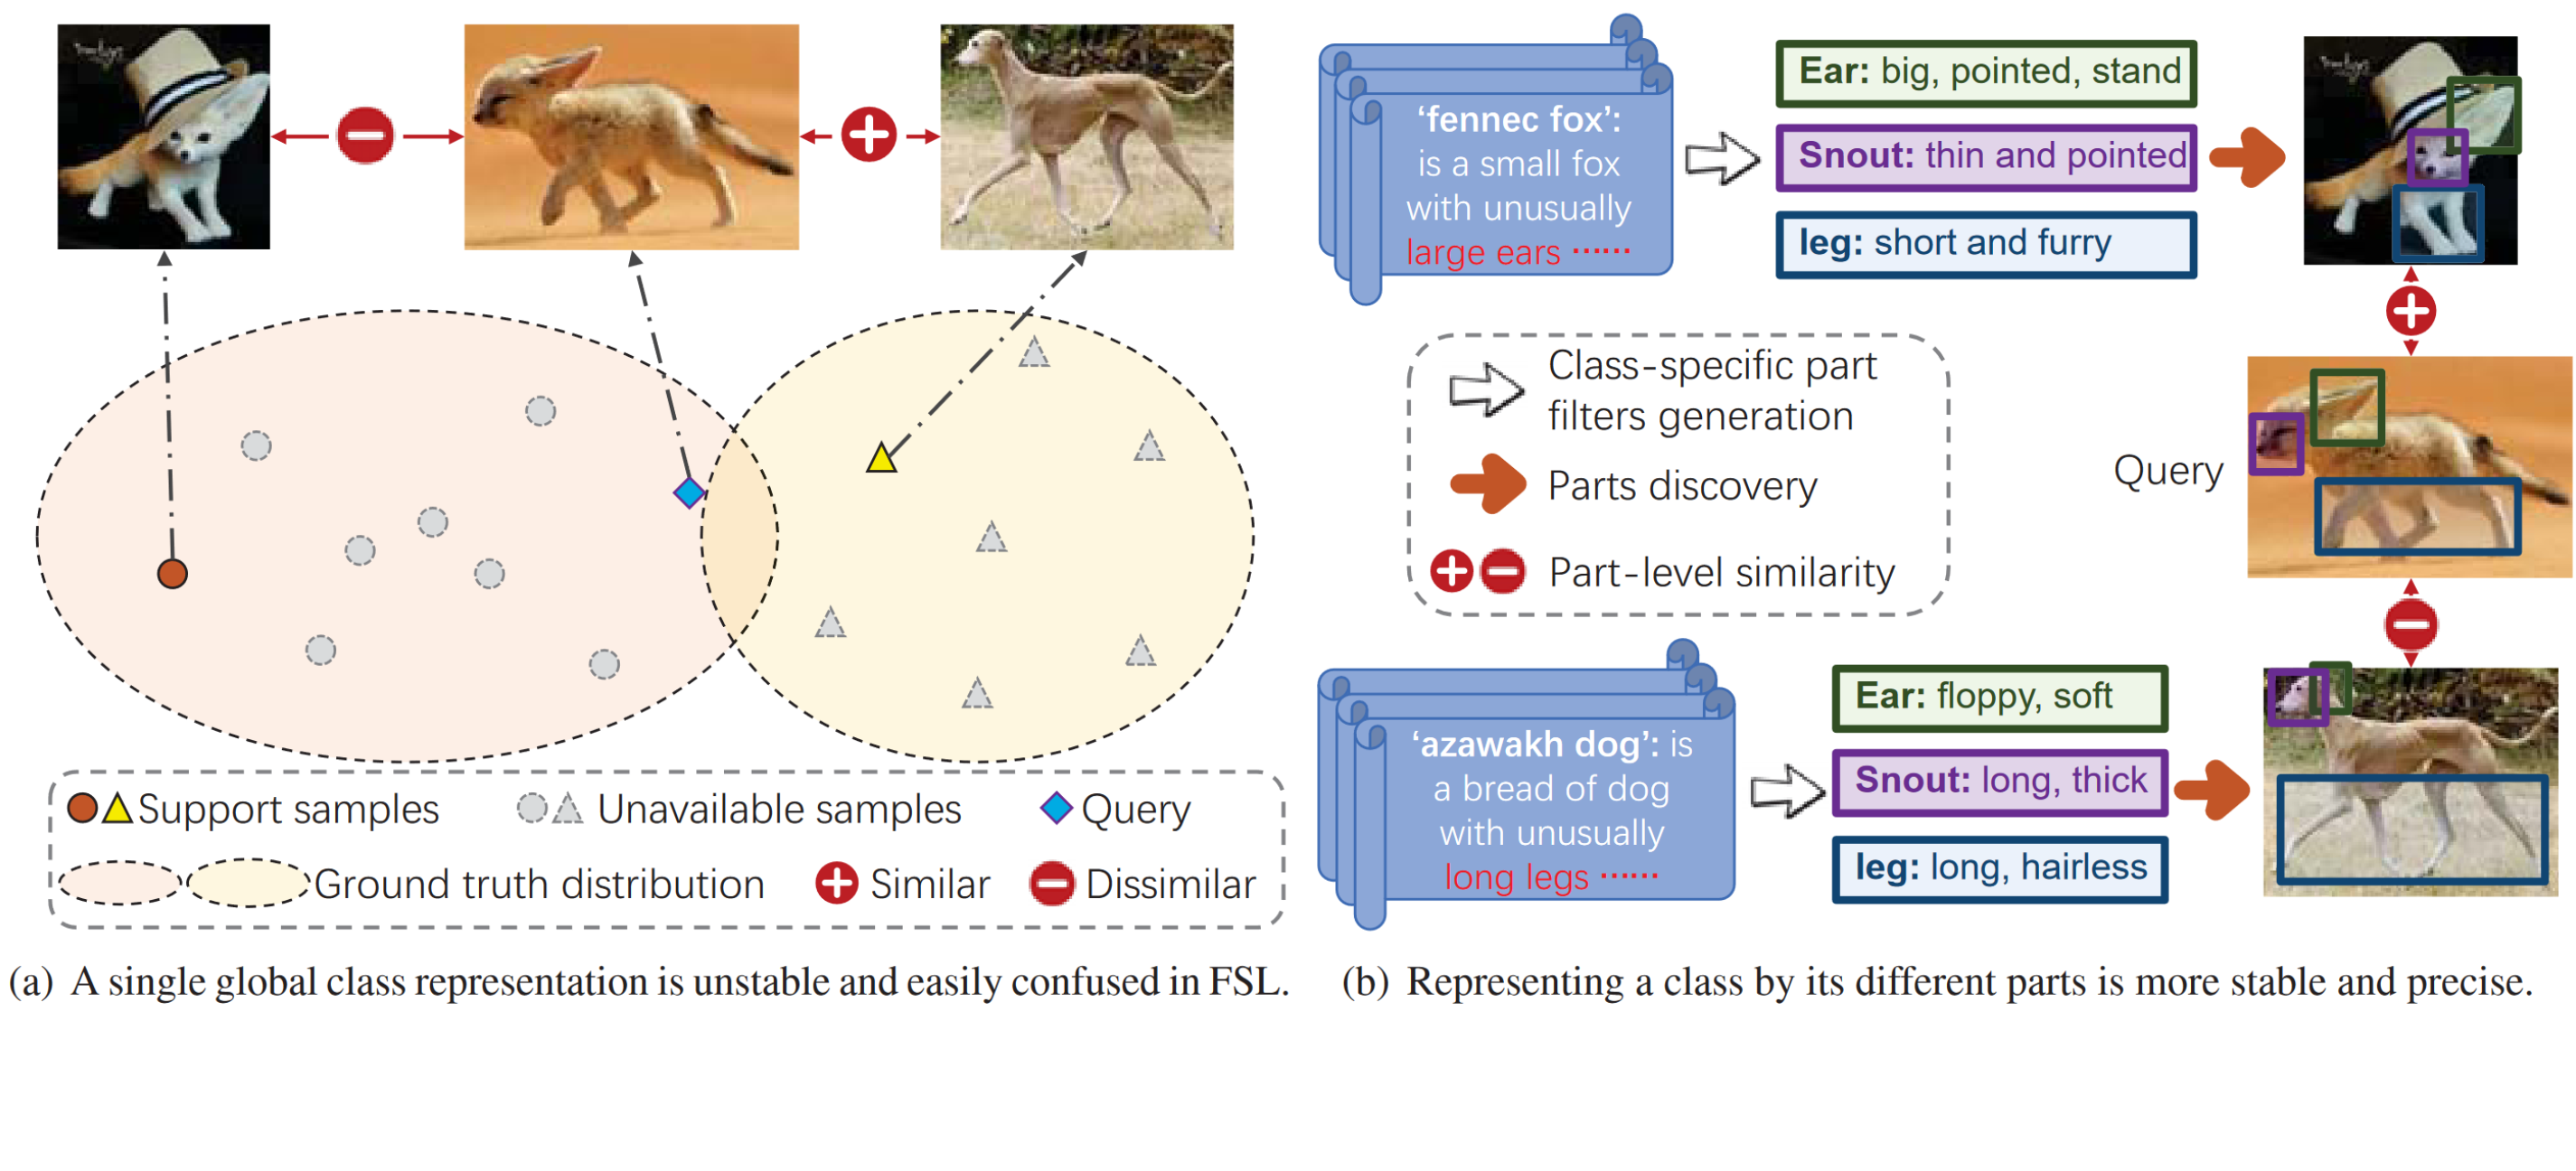 ‘fennec fox’:
is a small fox
with unusually
large ears ······
Ear: big, pointed, stand
Snout: thin and pointed
leg: short and furry
Class-specific part
filters generation
Parts discovery
Part-level similarity
Query
‘azawakh dog’: is
a bread of dog
with unusually
long legs ······
Ear: floppy, soft
Snout: long, thick
leg: long, hairless
Support samples
Unavailable samples
Query
Ground truth distribution
Similar
Dissimilar
(a) A single global class representation is unstable and easily confused in FSL.
(b) Representing a class by its different parts is more stable and precise.